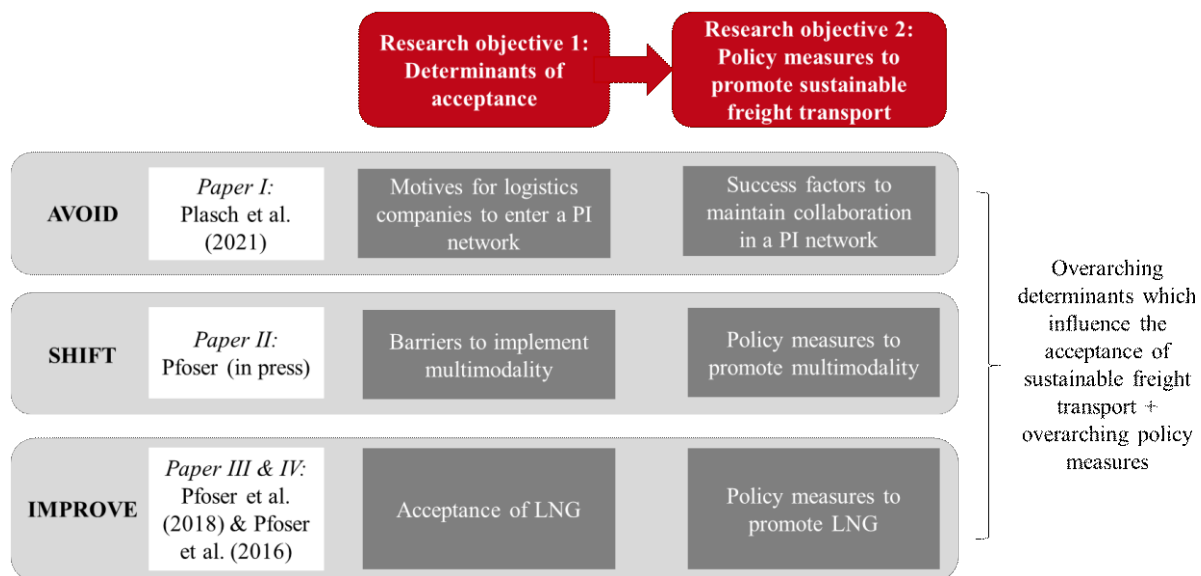 Research objective 1:
Determinants of
acceptance
Research objective 2:
Policy measures to
promote sustainable
freight transport
AVOID
Paper I:
Plasch et al.
(2021)
Motives for logistics
companies to enter a PI
network
Success factors to
maintain collaboration
in a PI network
SHIFT
Paper II:
Pfoser (in press)
Barriers to implement
multimodality
Policy measures to
promote multimodality
IMPROVE
Paper III & IV:
Pfoser et al.
(2018) & Pfoser
et al. (2016)
Acceptance of LNG
Policy measures to
promote LNG
Overarching
determinants which
influence the
acceptance of
sustainable freight
transport +
overarching policy
measures